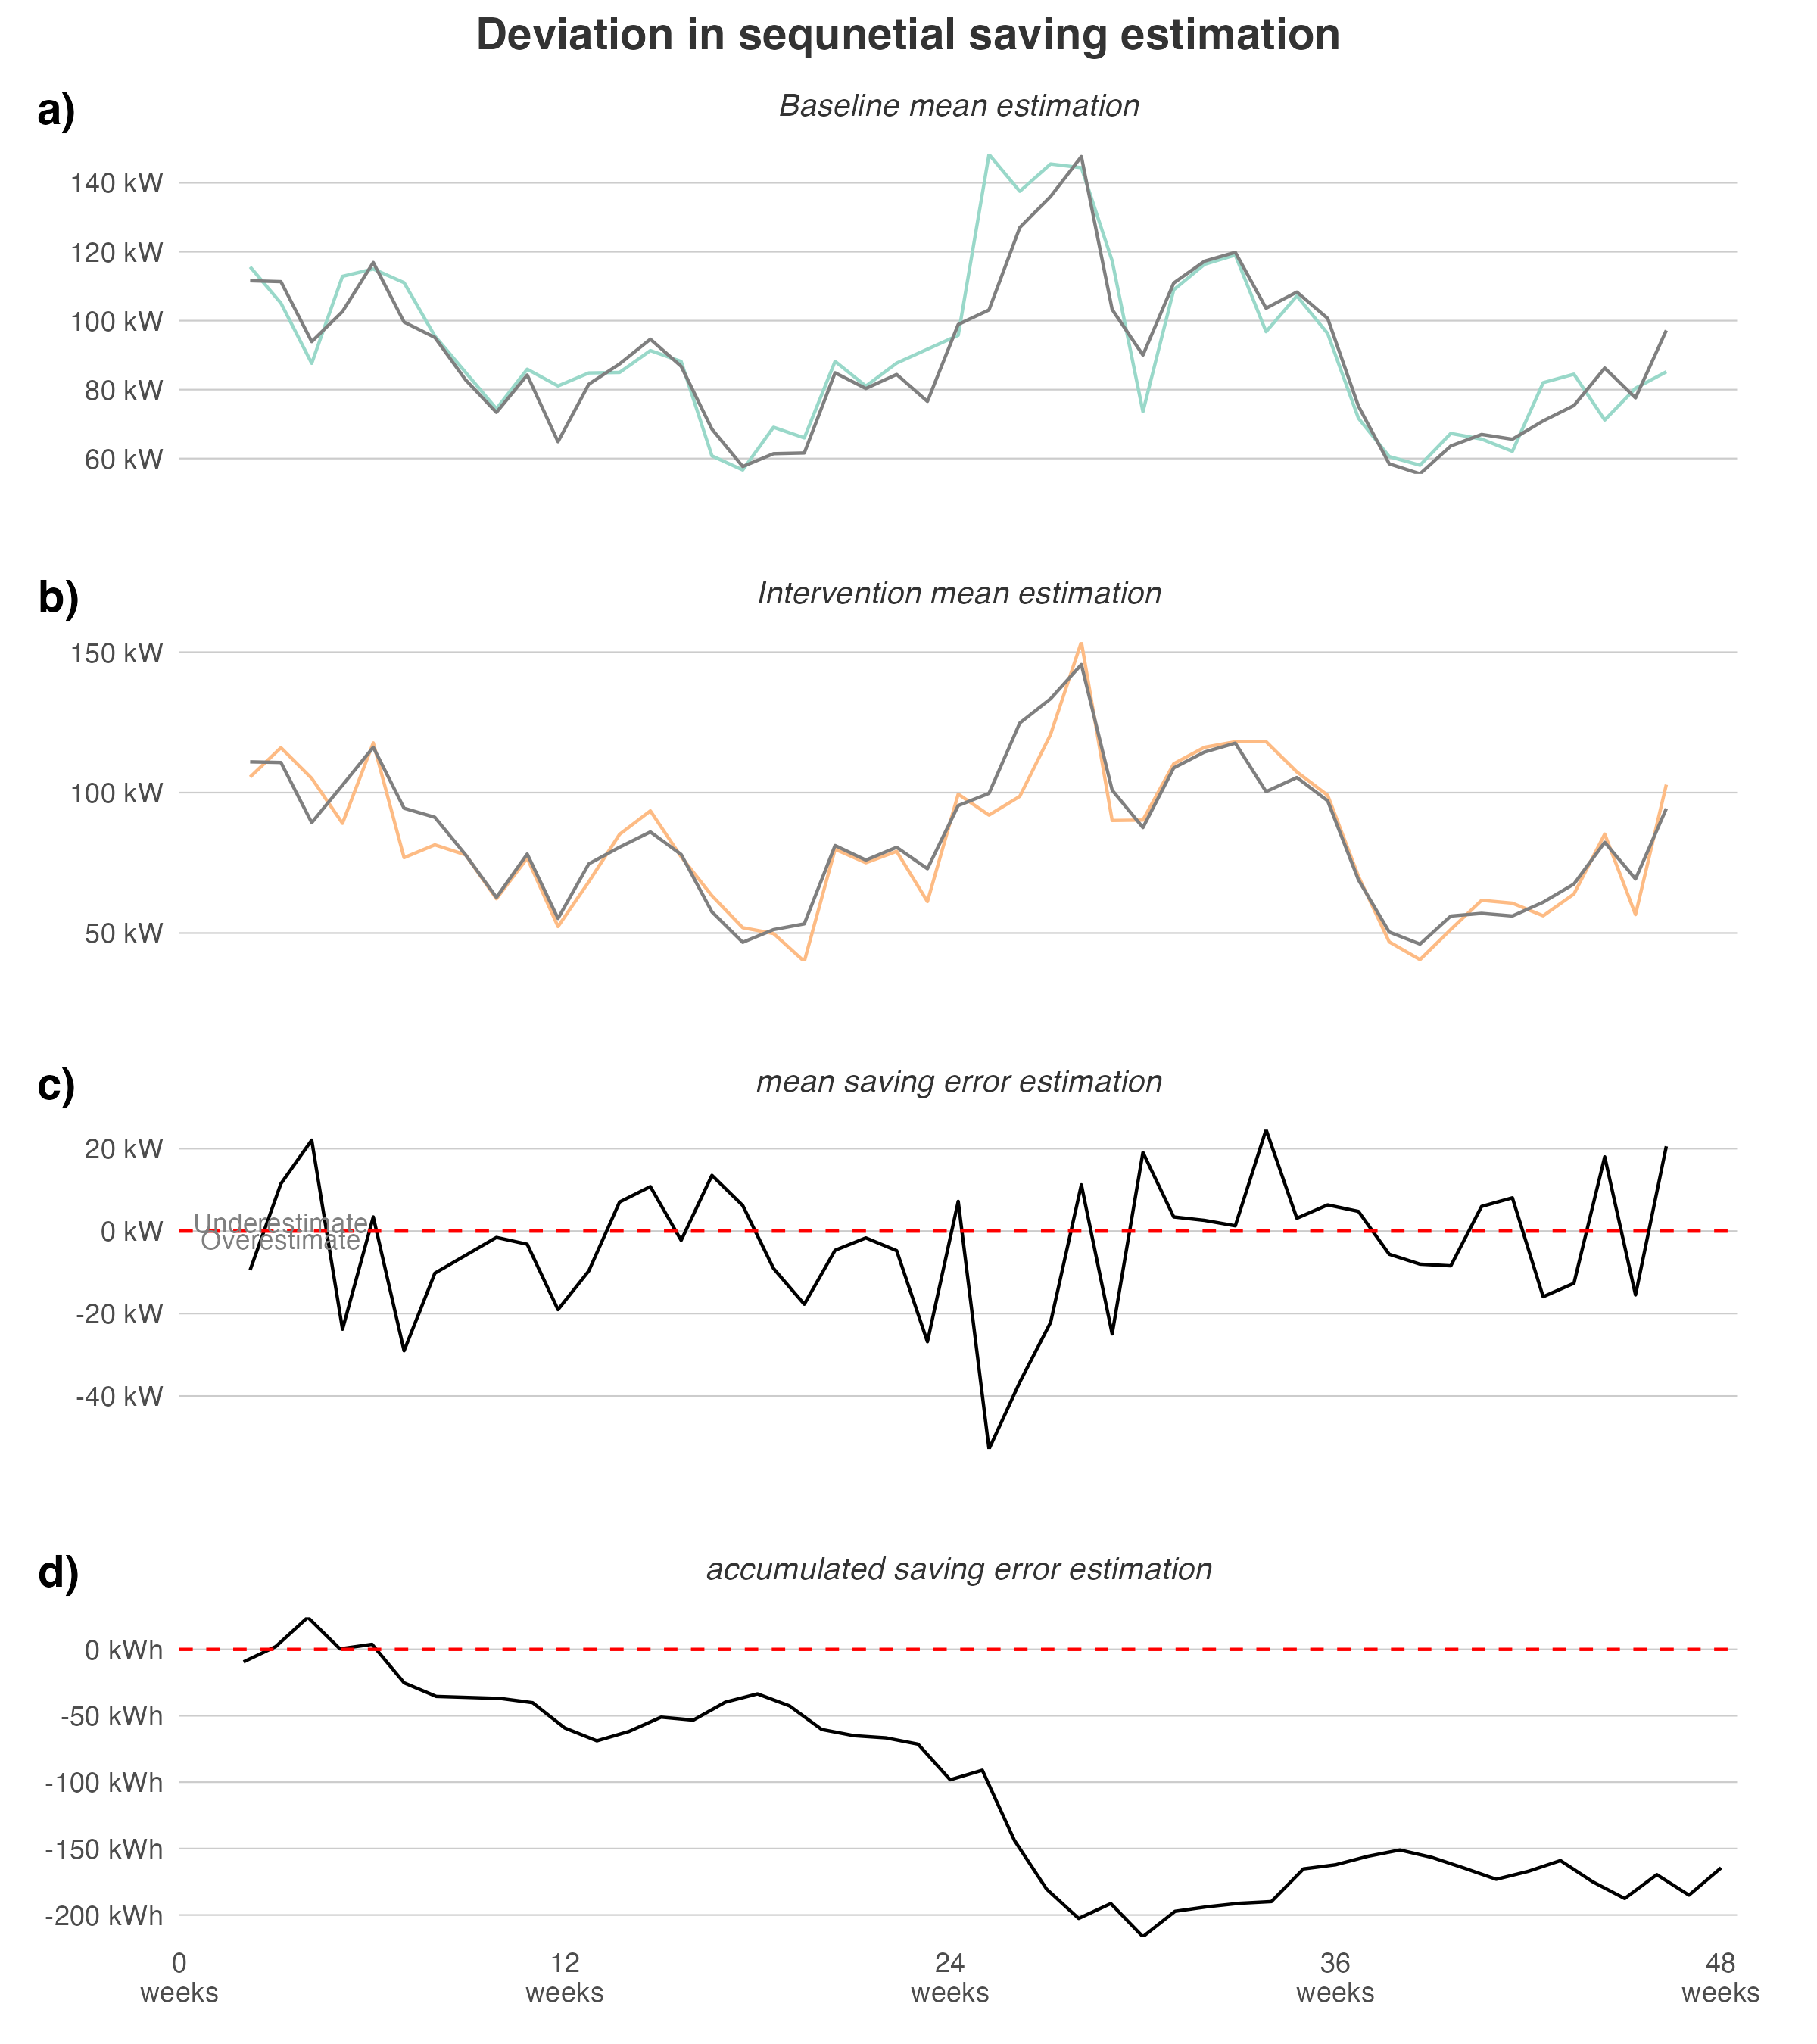 Deviation in sequnetial saving estimation
a)
Baseline mean estimation
140 kW
120 kW
100 kW
80 kW
60 kW
b)
Intervention mean estimation
150 kW
100 kW
50 kW
c)
mean saving error estimation
20 kW
Underestimate
0 kW
Overestimate
-20 kW
-40 kW
d)
accumulated saving error estimation
0 kWh
-50 kWh
-100 kWh
-150 kWh
-200 kWh
0 12 24 36 48
weeks weeks weeks weeks weeks